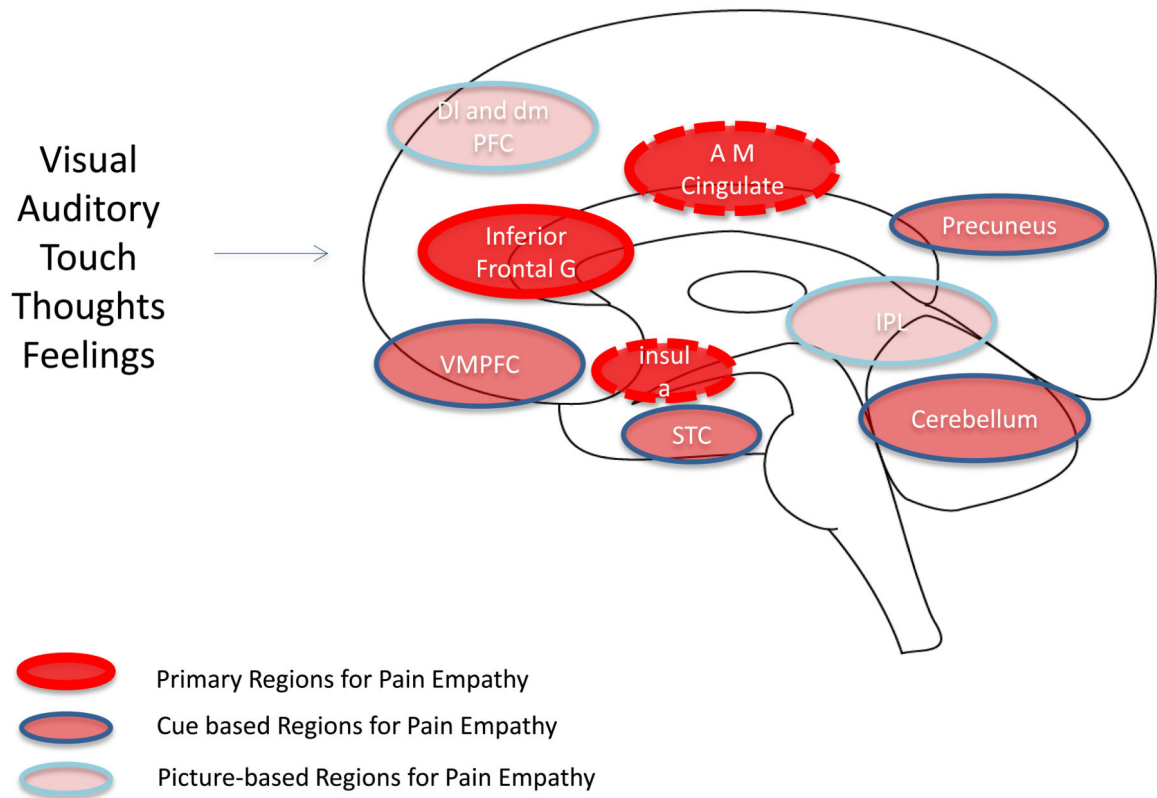 Visual
Auditory
Touch
Thoughts
Feelings
Dl and dm
PFC
A M
Cingulate
Precuneus
Inferior
Frontal G
IPL
VMPFC
insul
a
STC
Cerebellum
Primary Regions for Pain Empathy
Cue based Regions for Pain Empathy
Picture-based Regions for Pain Empathy